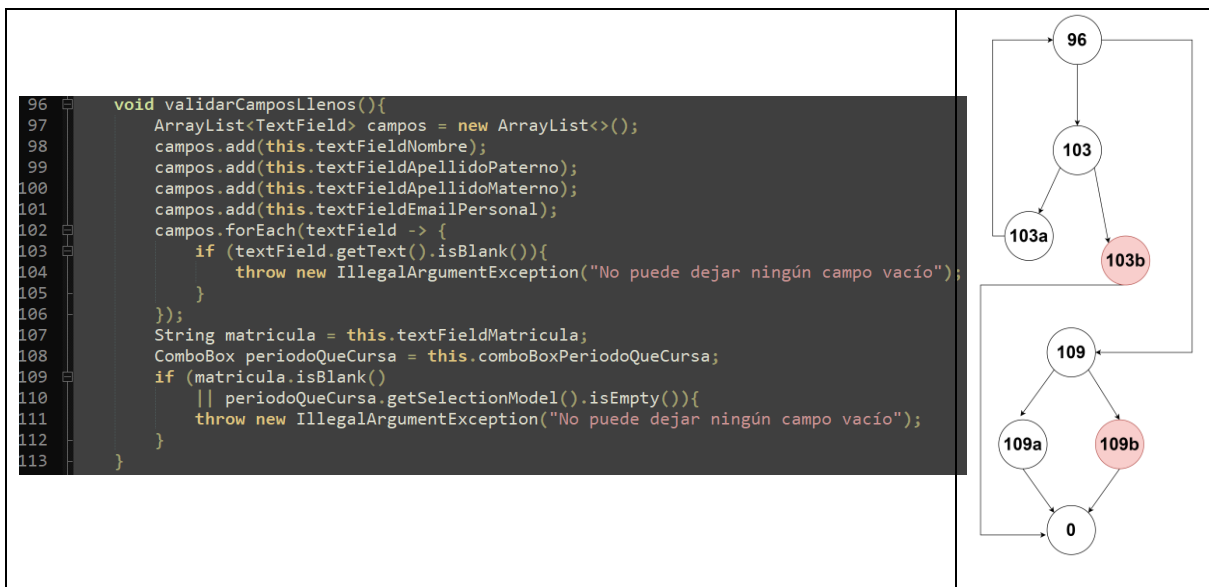 96 void validarCamposLlenos(){
97 ArrayList<TextField> campos = new ArrayList<>();
98 campos.add(this.textFieldNombre);
99 campos.add(this.textFieldApellidoPaterno);
100 campos.add(this.textFieldApellidoMaterno);
101 campos.add(this.textFieldEmailPersonal);
102 campos.forEach(textField -> {
103 if (textField.getText().isBlank()){
104 throw new IllegalArgumentException("No puede dejar ningún campo vacío");
105 }
106 });
107 String matricula = this.textFieldMatricula;
108 ComboBox periodoQueCursa = this.comboBoxPeriodoQueCursa;
109 if (matricula.isBlank()
110 || periodoQueCursa.getSelectionModel().isEmpty()){
111 throw new IllegalArgumentException("No puede dejar ningún campo vacío");
112 }
113 }
96
103
103a
103b
109
109a
109b
0